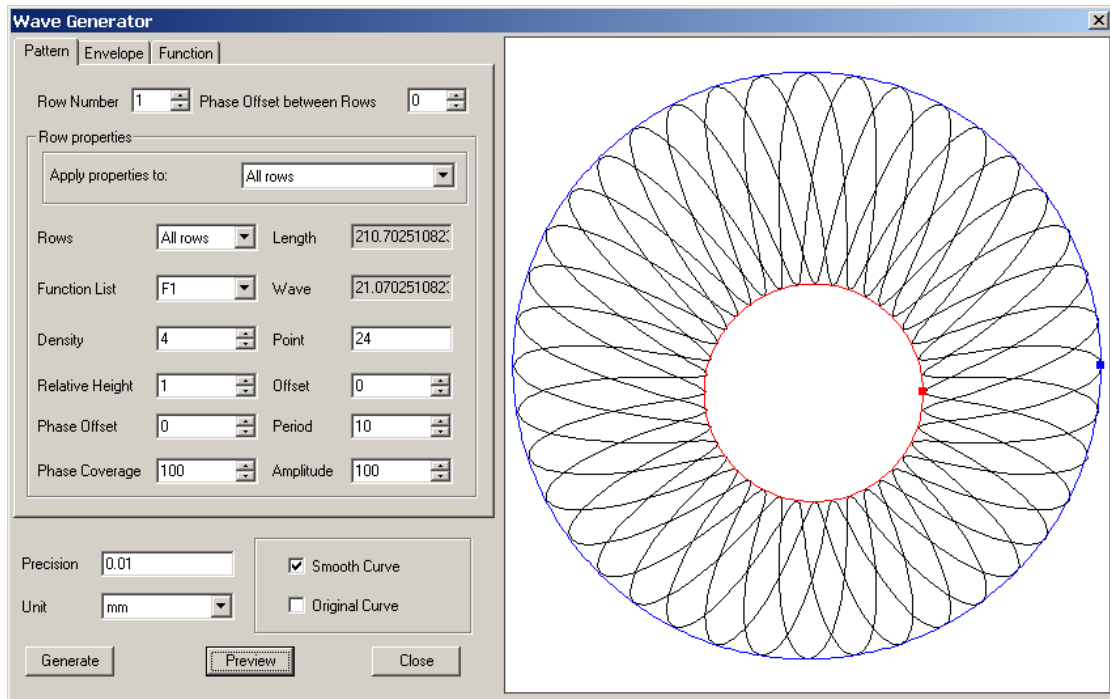 Wave Generator
Pattern Envelope Function
Row Number 1 Phase Offset between Rows 0
Row properties
Apply properties to: All rows
Rows All rows Length 210.702510823
Function List F1 Wave 21.0702510823
Density 4 Point 24
Relative Height 1 Offset 0
Phase Offset 0 Period 10
Phase Coverage 100 Amplitude 100
Precision 0.01 Smooth Curve
Unit mm Original Curve
Generate Preview Close